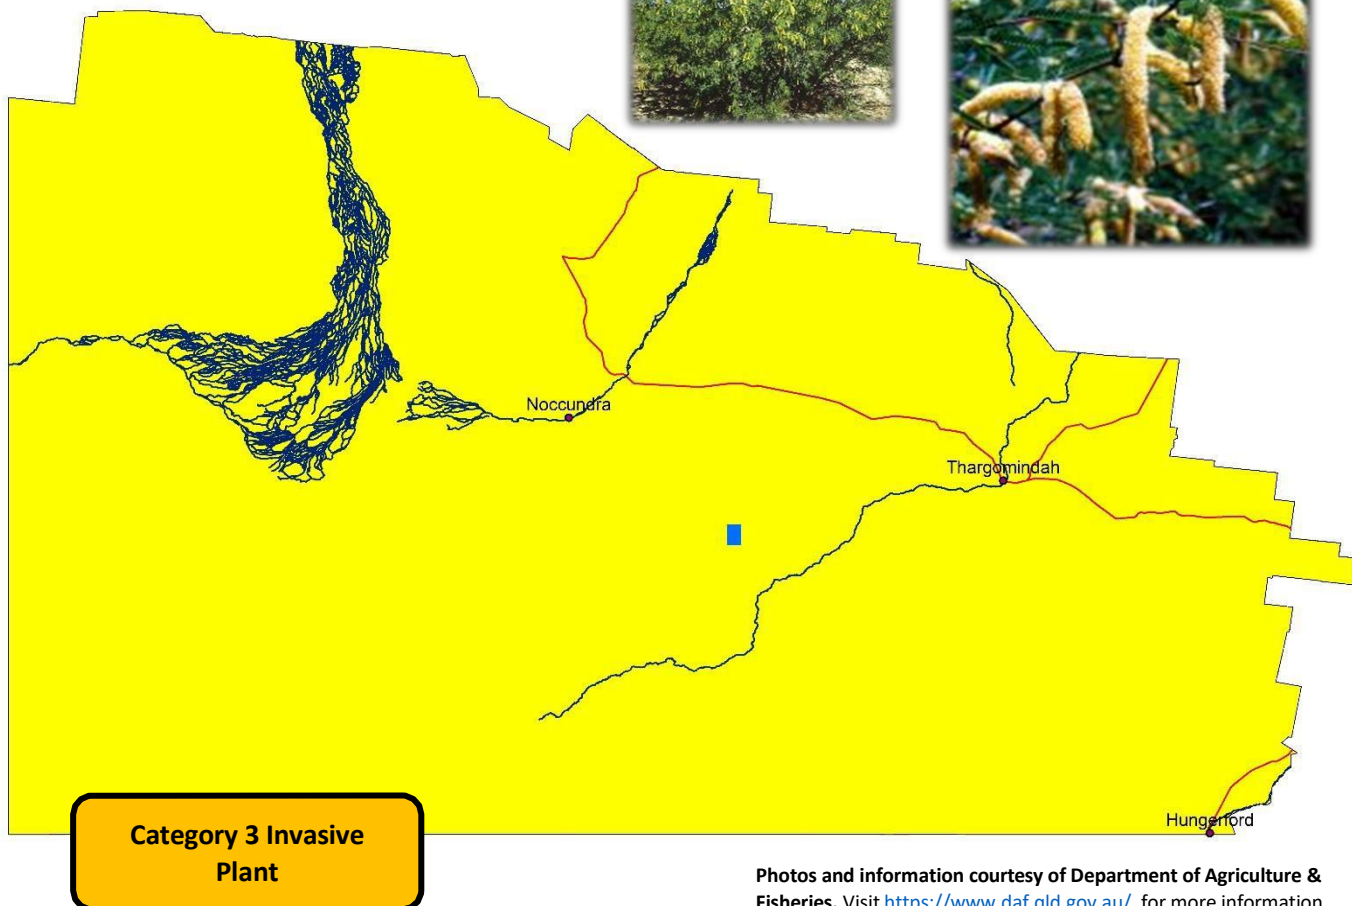 Noccundra
Thargomindah
Hungerford
Category 3 Invasive
Plant
Photos and information courtesy of Department of Agriculture &
Fisheries. Visit https://www.daf.qld.gov.au/ for more information